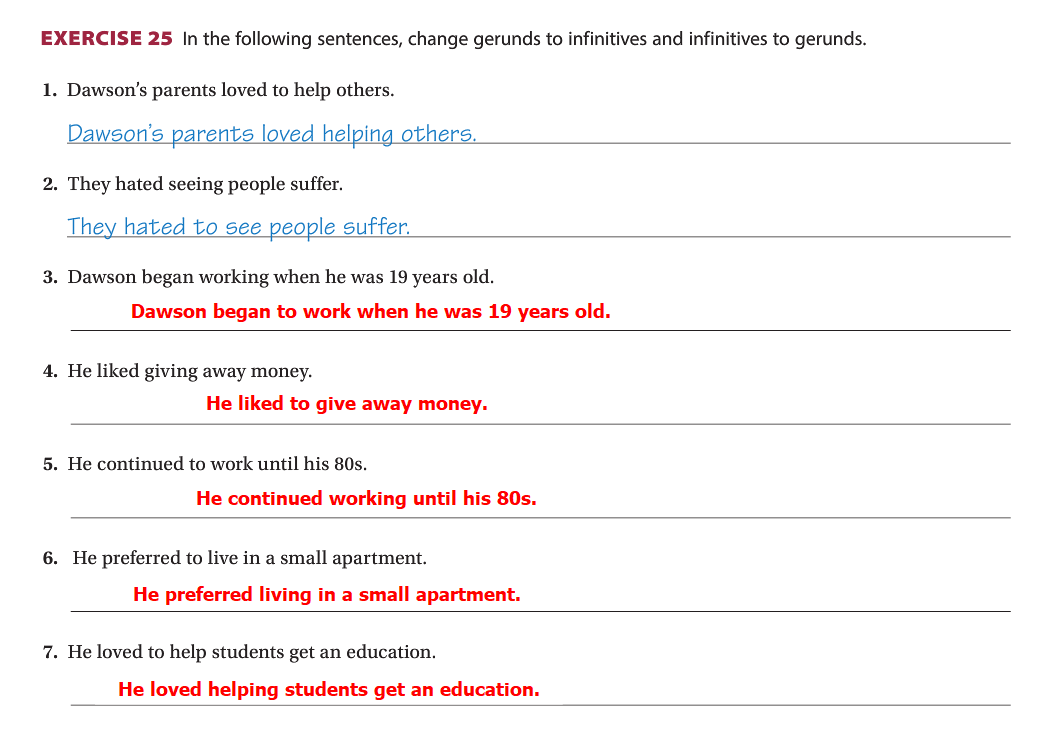 EXERCISE 25 In the following sentences, change gerunds to infinitives and infinitives to gerunds.
1. Dawson's parents loved to help others.
Dawson's parents loved helping others.
2. They hated seeing people suffer.
They hated to see people suffer.
3. Dawson began working when he was 19 years old.
Dawson began to work when he was 19 years old.
4. He liked giving away money.
He liked to give away money.
5. He continued to work until his 80s.
He continued working until his 80s.
6. He preferred to live in a small apartment.
He preferred living in a small apartment.
7. He loved to help students get an education.
He loved helping students get an education.